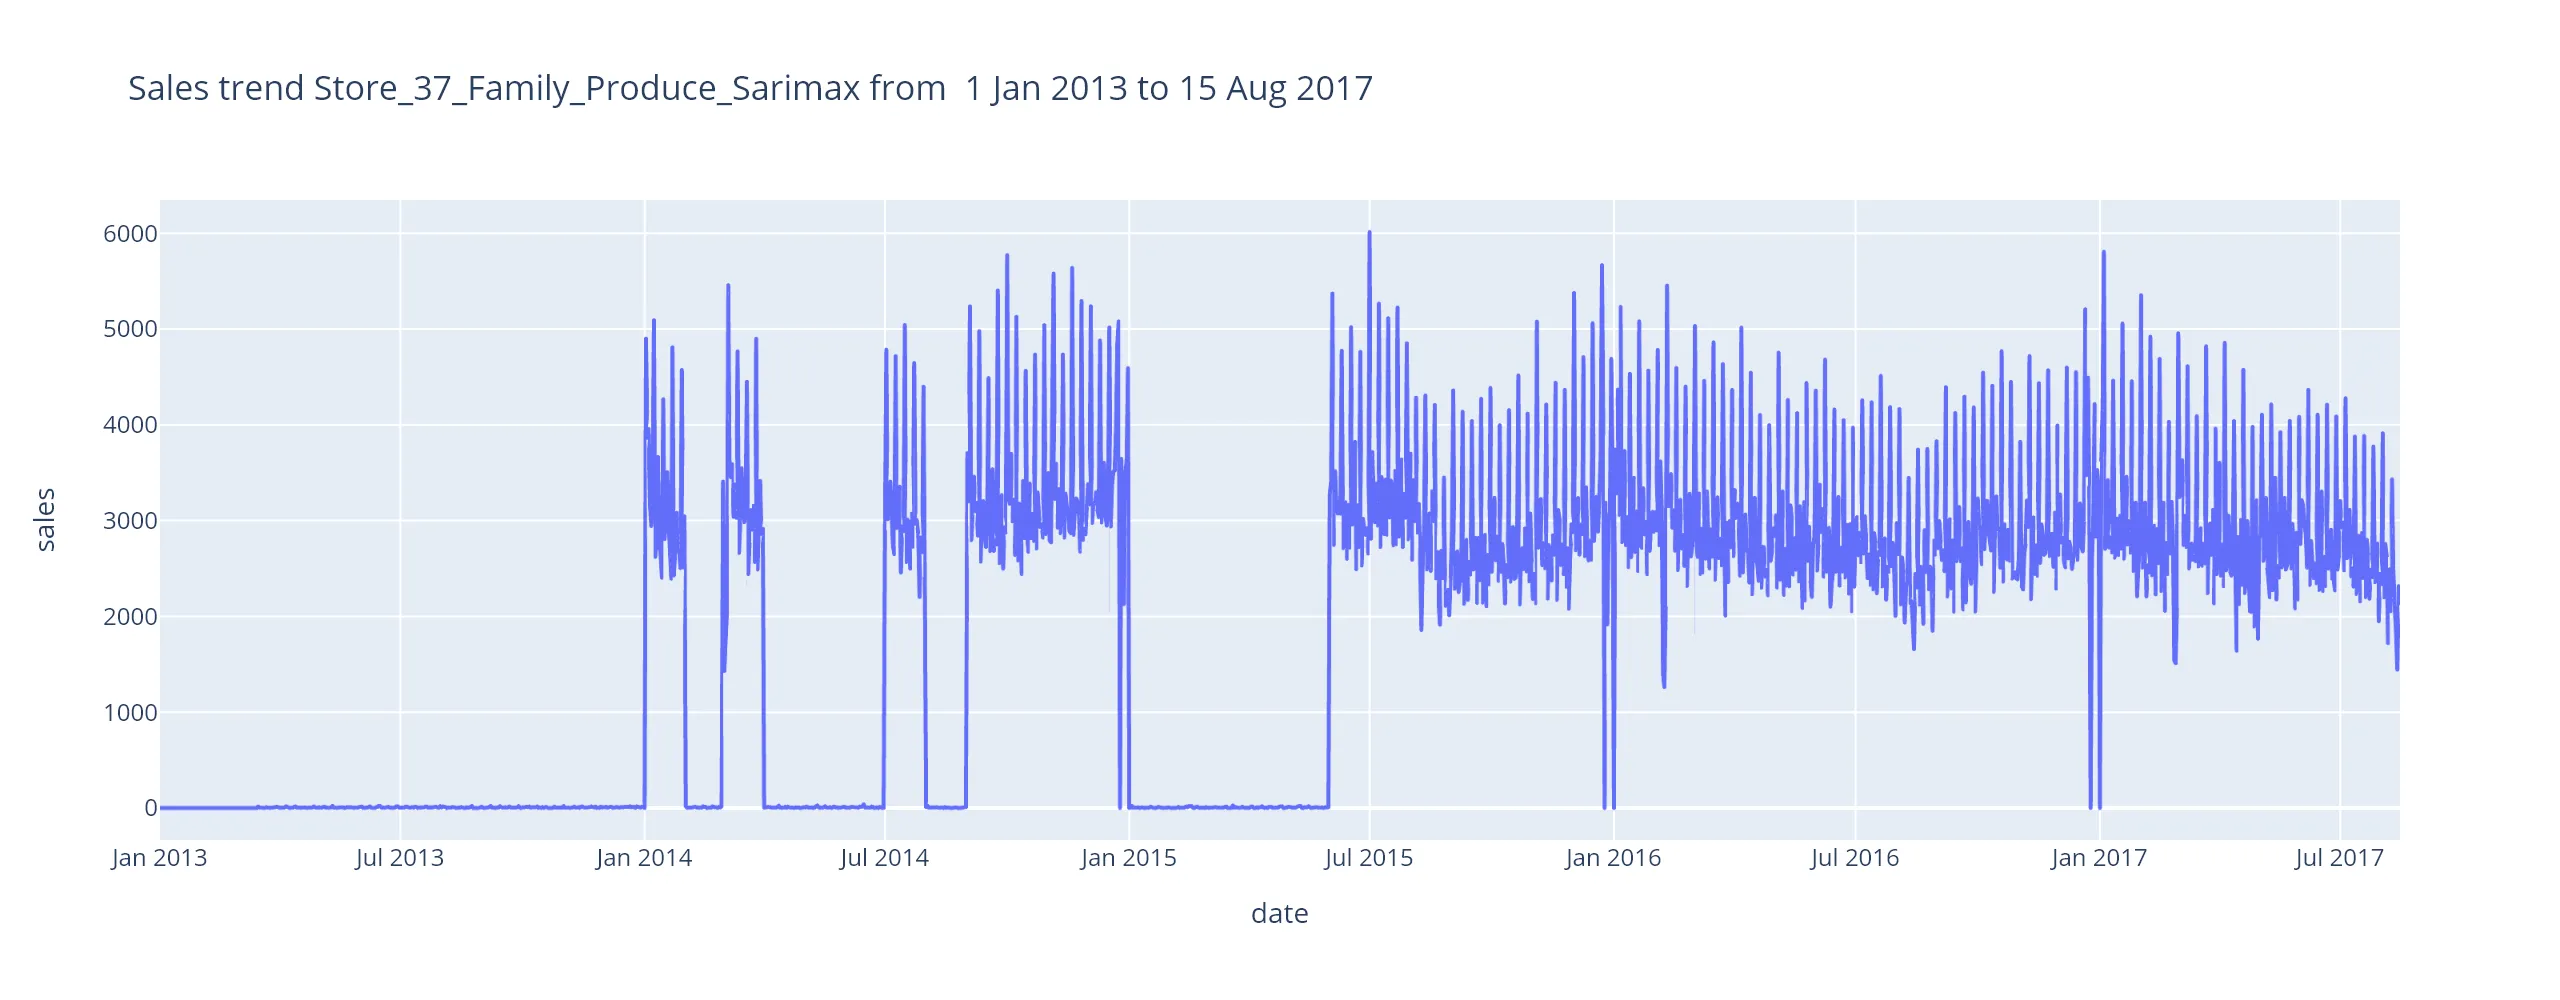 Sales trend Store_37_Family_Produce_Sarimax from  1 Jan 2013 to 15 Aug 2017
6000
5000
4000
3000
2000
1000
0
sales
Jan 2013 Jul 2013 Jan 2014 Jul 2014 Jan 2015 Jul 2015 Jan 2016 Jul 2016 Jan 2017 Jul 2017
date